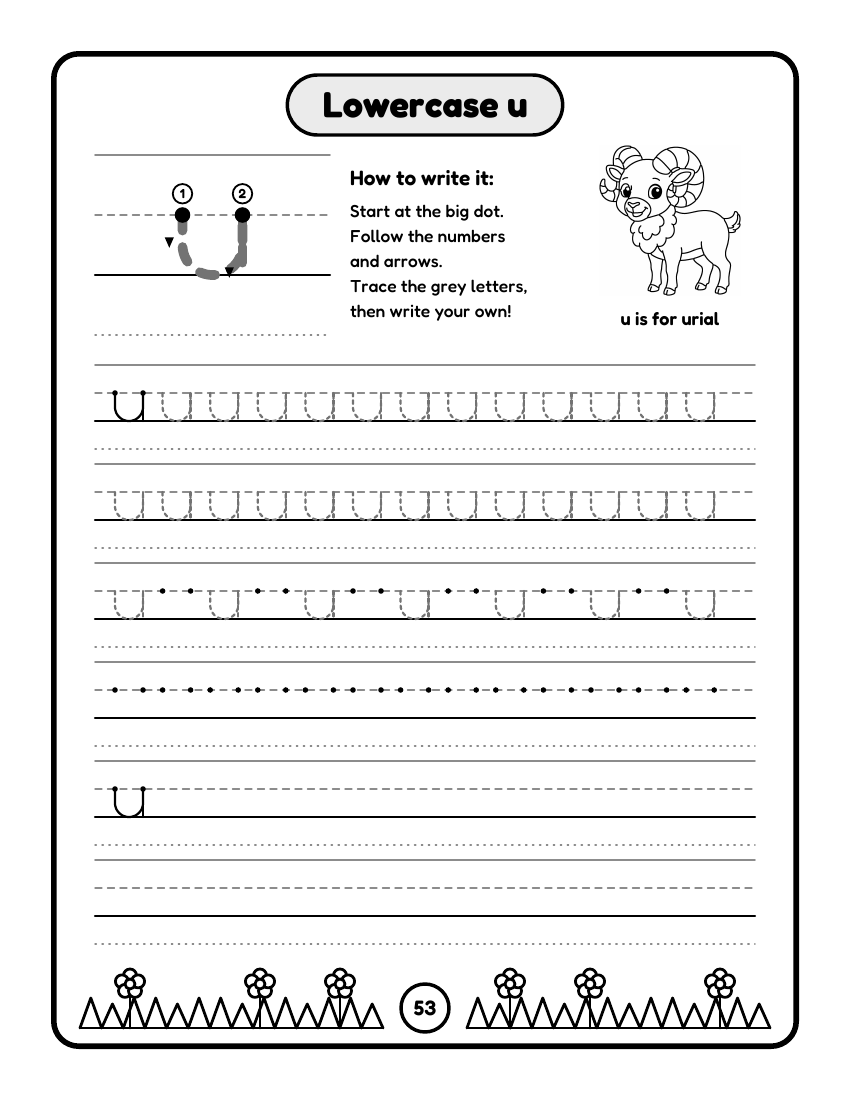 Lowercase u
1 2
How to write it:
Start at the big dot.
Follow the numbers
and arrows.
Trace the grey letters,
then write your own!
u is for urial
u u u u u u u u u u u u u
u u u u u u u u u u u u u
u u u u u u u
u
53